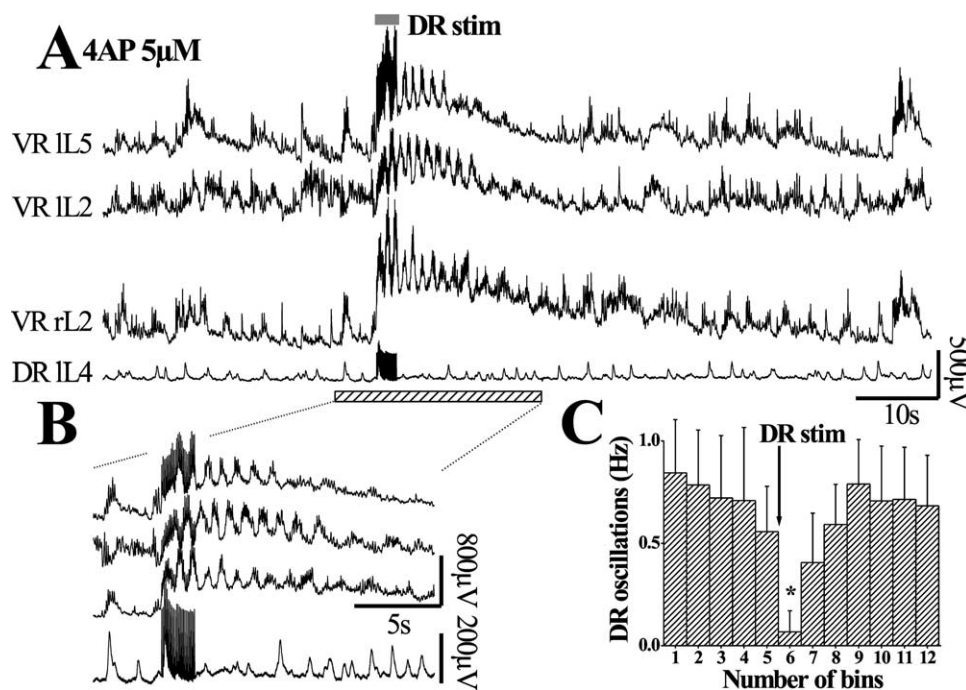 A 4AP 5μM
DR stim
VR lL5
VR lL2
VR rL2
DR lL4
500μV
10s
B
800μV 200μV
5s
C
DR stim
DR oscillations (Hz)
1.0
0.5
0.0
*
1 2 3 4 5 6 7 8 9 10 11 12
Number of bins